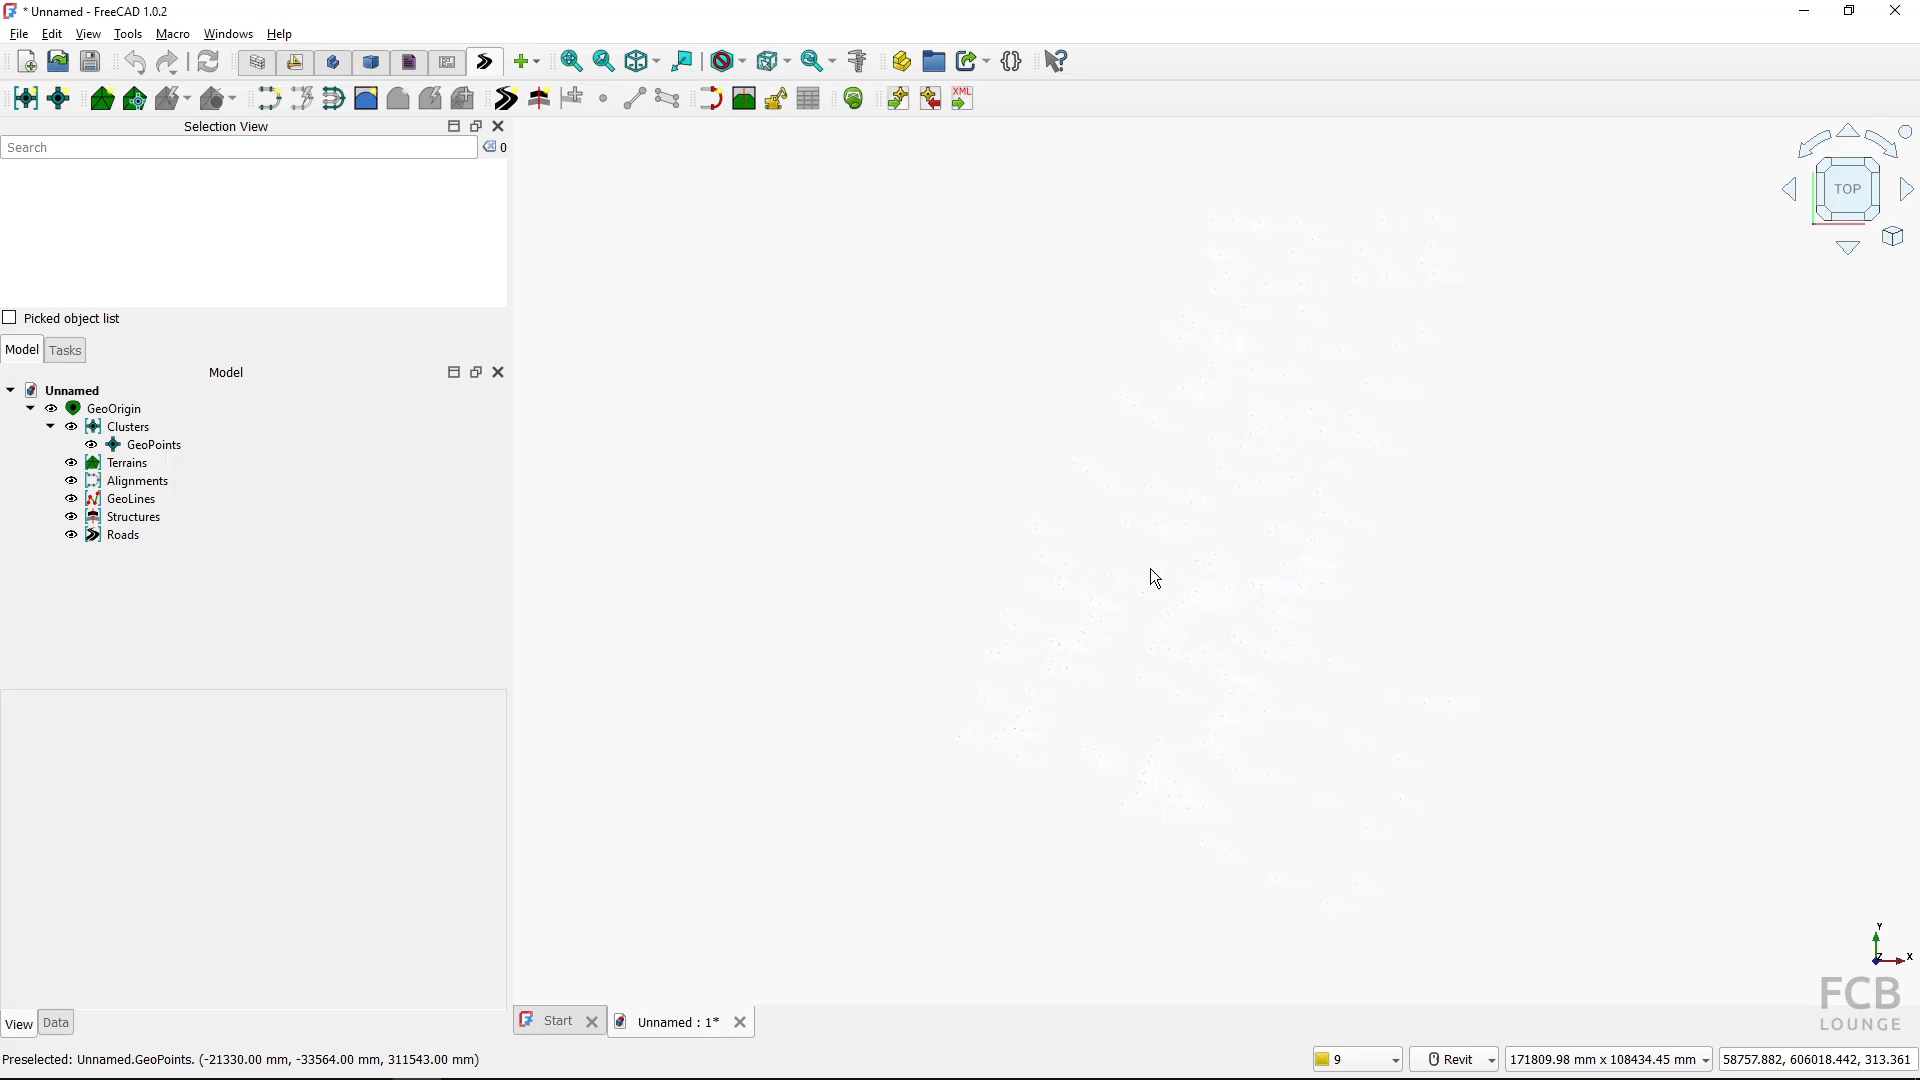 * Unnamed - FreeCAD 1.0.2
File Edit View Tools Macro Windows Help
XML
Selection View
Search
0
Picked object list
Model Tasks
Model
Unnamed
GeoOrigin
Clusters
GeoPoints
Terrains
Alignments
GeoLines
Structures
Roads
TOP
Y
Z X
FCB
LOUNGE
View Data
Start
Unnamed : 1*
Preselected: Unnamed.GeoPoints. (-21330.00 mm, -33564.00 mm, 311543.00 mm)
9
Revit
171809.98 mm x 108434.45 mm
58757.882, 606018.442, 313.361